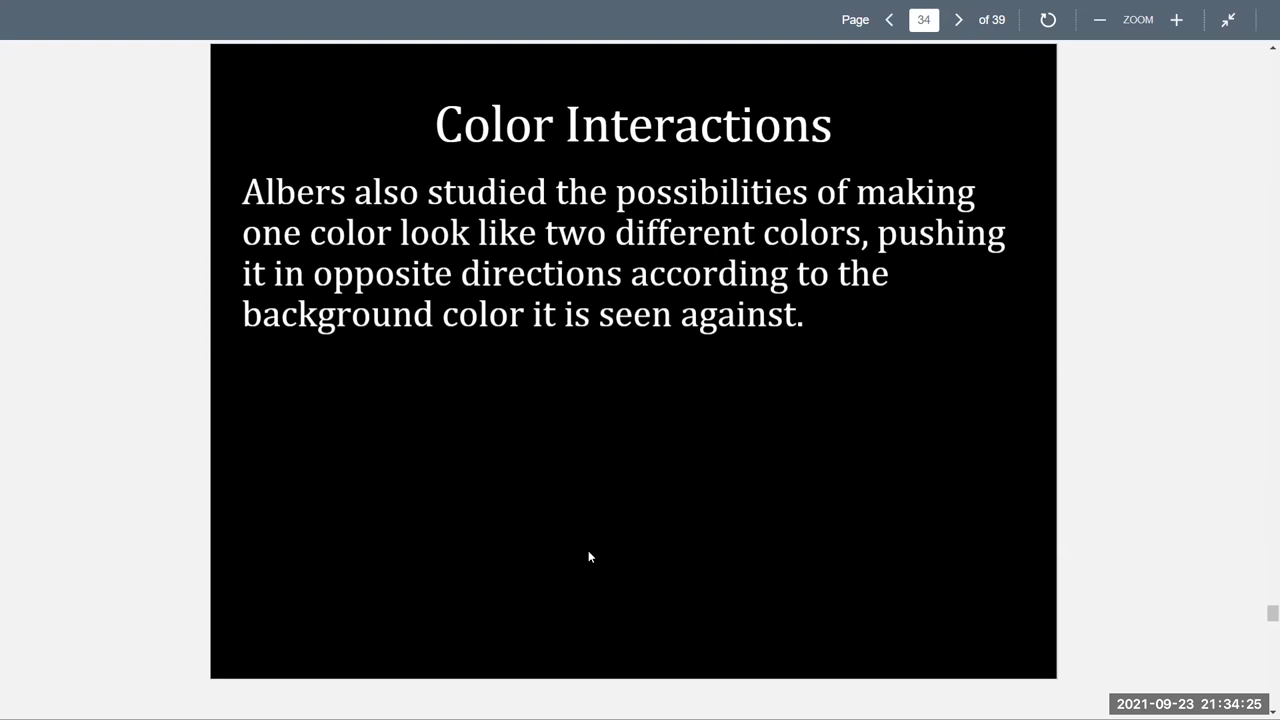 Page 34 of 39 ZOOM
Color Interactions
Albers also studied the possibilities of making
one color look like two different colors, pushing
it in opposite directions according to the
background color it is seen against.
2021-09-23 21:34:25